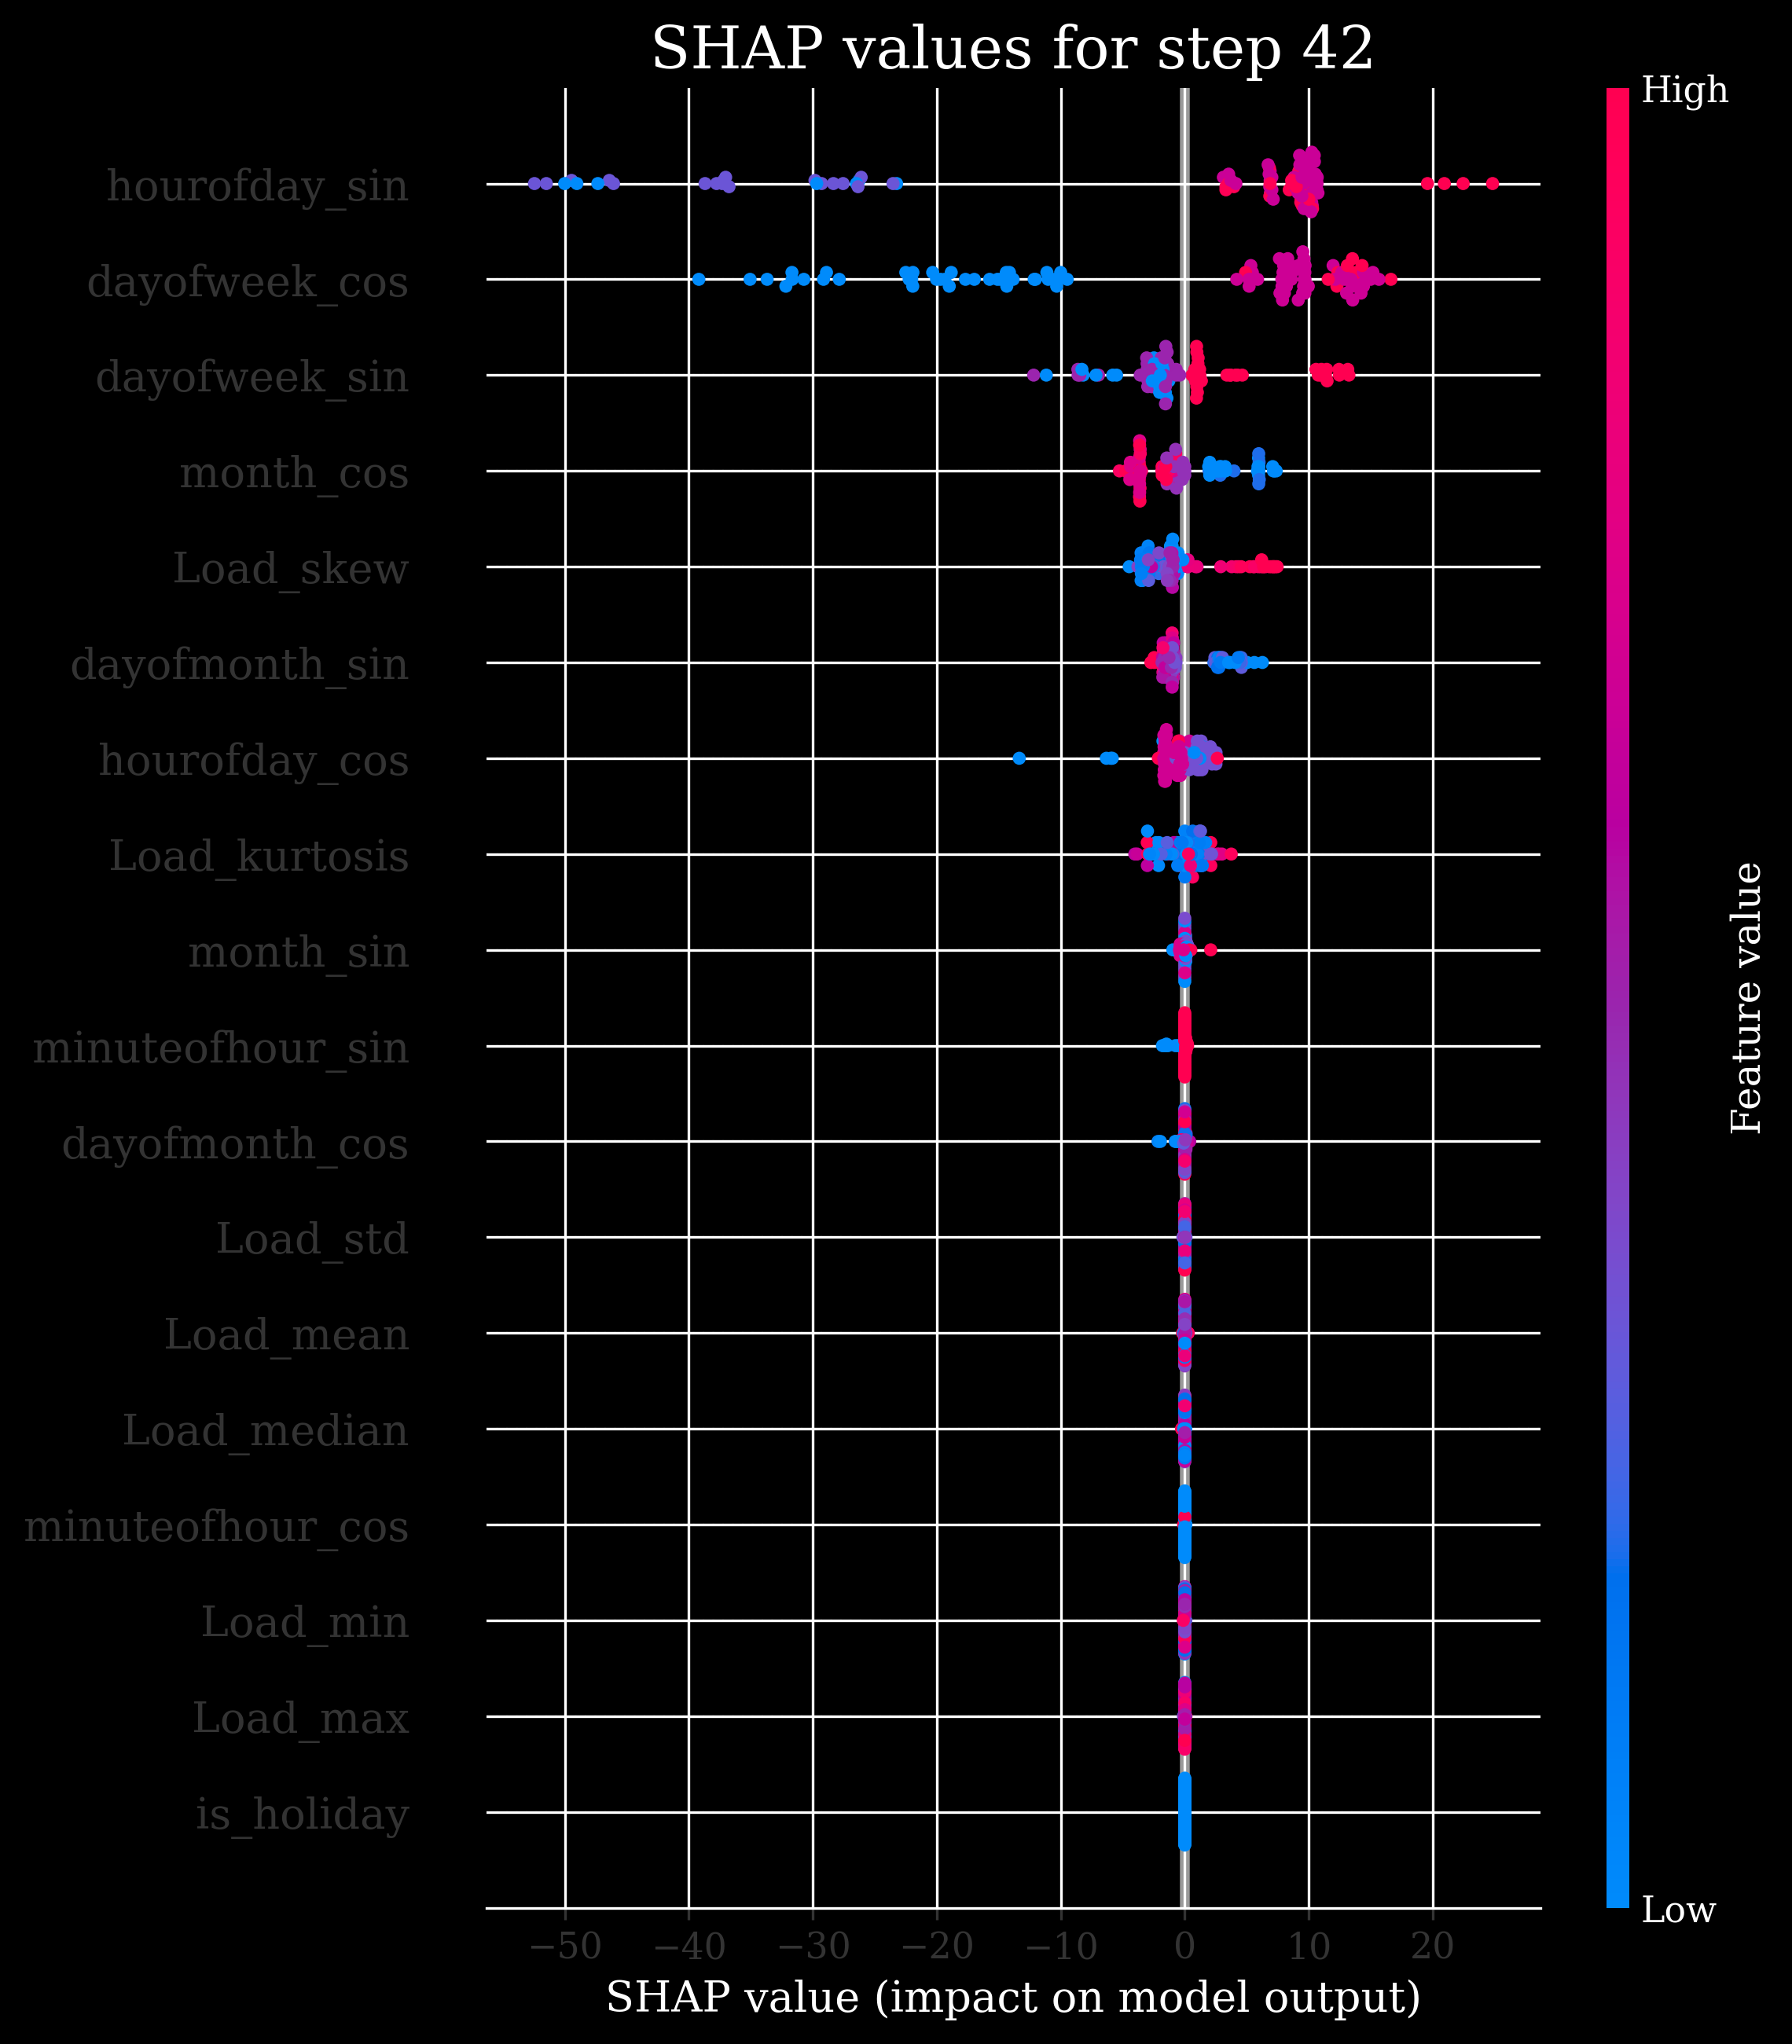 SHAP values for step 42
High
hourofday_sin
dayofweek_cos
dayofweek_sin
month_cos
Load_skew
dayofmonth_sin
hourofday_cos
Load_kurtosis
month_sin
minuteofhour_sin
dayofmonth_cos
Load_std
Load_mean
Load_median
minuteofhour_cos
Load_min
Load_max
is_holiday
Feature value
Low
−50 −40 −30 −20 −10 0 10 20
SHAP value (impact on model output)